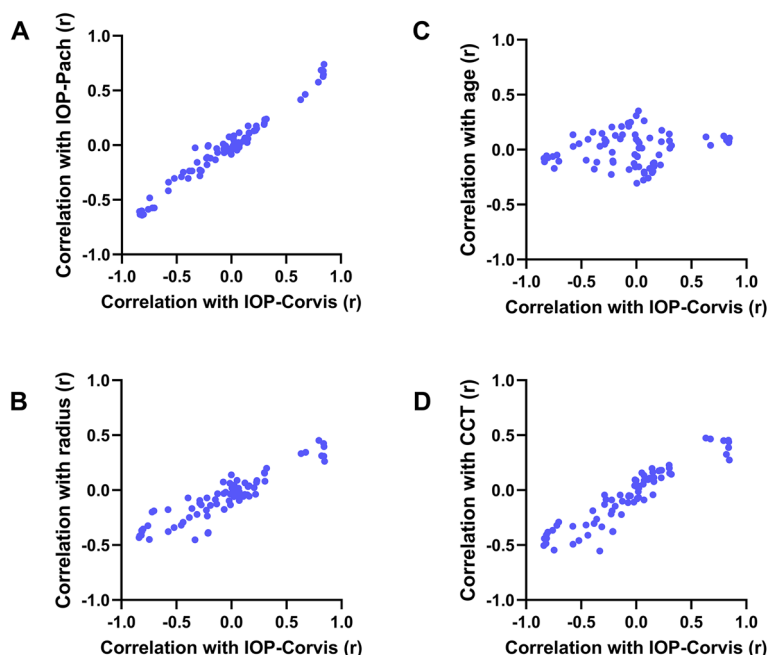 A
Correlation with IOP-Pach (r)
1.0
0.5
0.0
-0.5
-1.0
-1.0 -0.5 0.0 0.5 1.0
Correlation with IOP-Corvis (r)
C
Correlation with age (r)
1.0
0.5
0.0
-0.5
-1.0
-1.0 -0.5 0.0 0.5 1.0
Correlation with IOP-Corvis (r)
B
Correlation with radius (r)
1.0
0.5
0.0
-0.5
-1.0
-1.0 -0.5 0.0 0.5 1.0
Correlation with IOP-Corvis (r)
D
Correlation with CCT (r)
1.0
0.5
0.0
-0.5
-1.0
-1.0 -0.5 0.0 0.5 1.0
Correlation with IOP-Corvis (r)